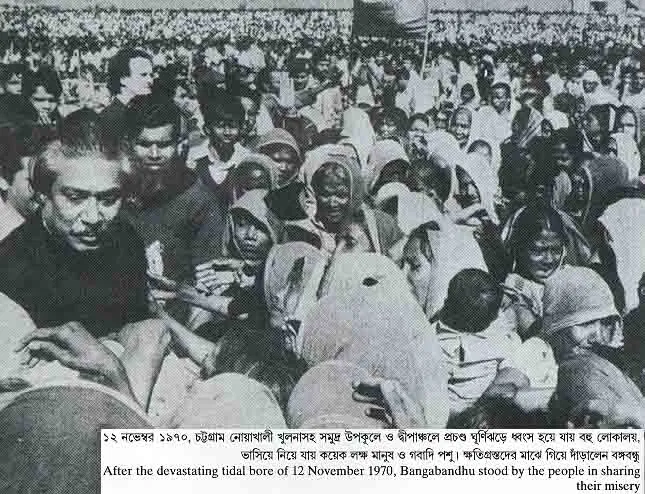 ১২ নভেম্বর ১৯৭০, চট্টগ্রাম নোয়াখালী খুলনাসহ সমুদ্র উপকূলে ও দ্বীপাঞ্চলে প্রচণ্ড ঘূর্ণিঝড়ে ধ্বংস হয়ে যায় বহু লোকালয়,
ভাসিয়ে নিয়ে যায় কয়েক লক্ষ মানুষ ও গবাদি পশু। ক্ষতিগ্রস্তদের মাঝে গিয়ে দাঁড়ালেন বঙ্গবন্ধু
After the devastating tidal bore of 12 November 1970, Bangabandhu stood by the people in sharing
their misery